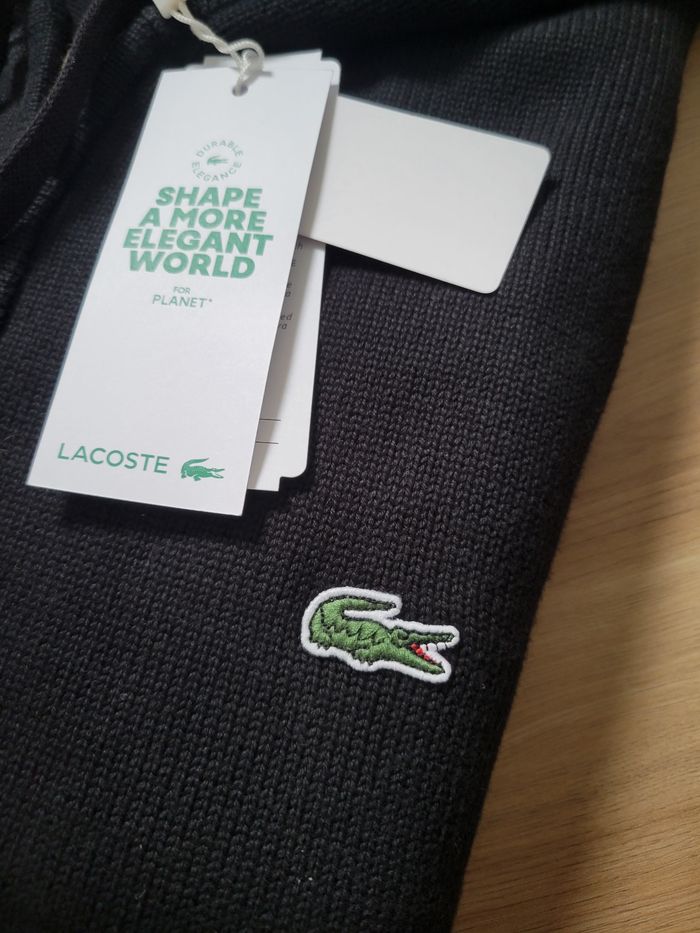 DURABLE
ELEGANCE
SHAPE
A MORE
ELEGANT
WORLD
FOR
PLANET*
LACOSTE